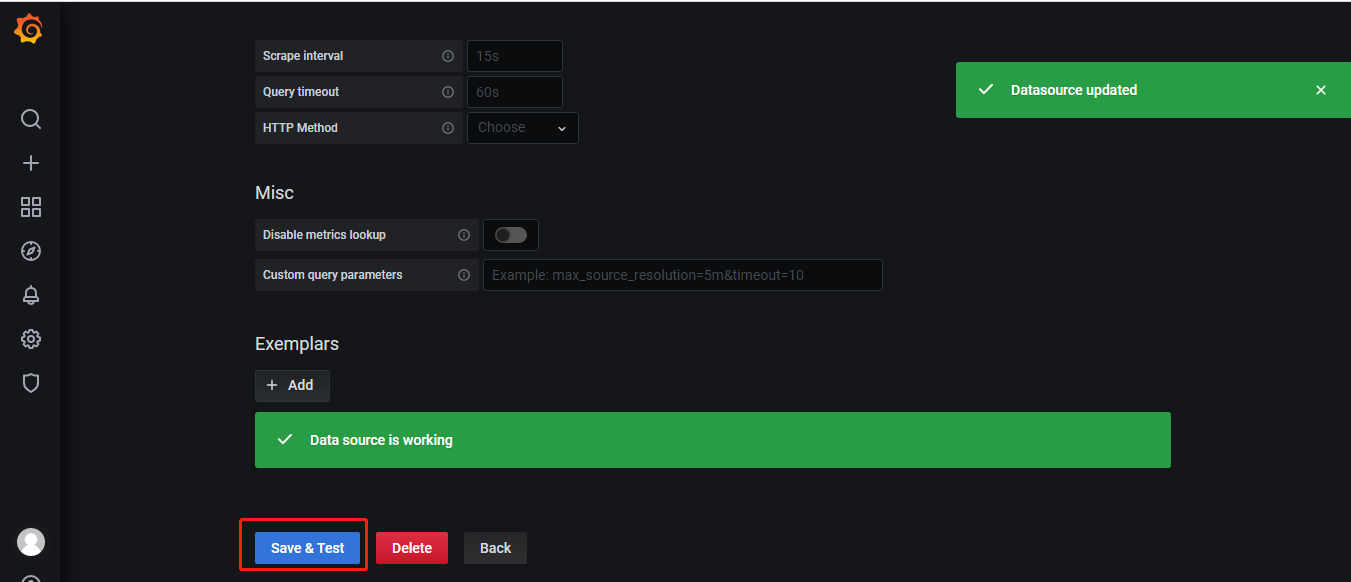 Scrape interval
15s
Datasource updated
Query timeout
60s
HTTP Method
Choose
Misc
Disable metrics lookup
Custom query parameters
Example: max_source_resolution=5m&timeout=10
Exemplars
Add
Data source is working
Save & Test
Delete
Back